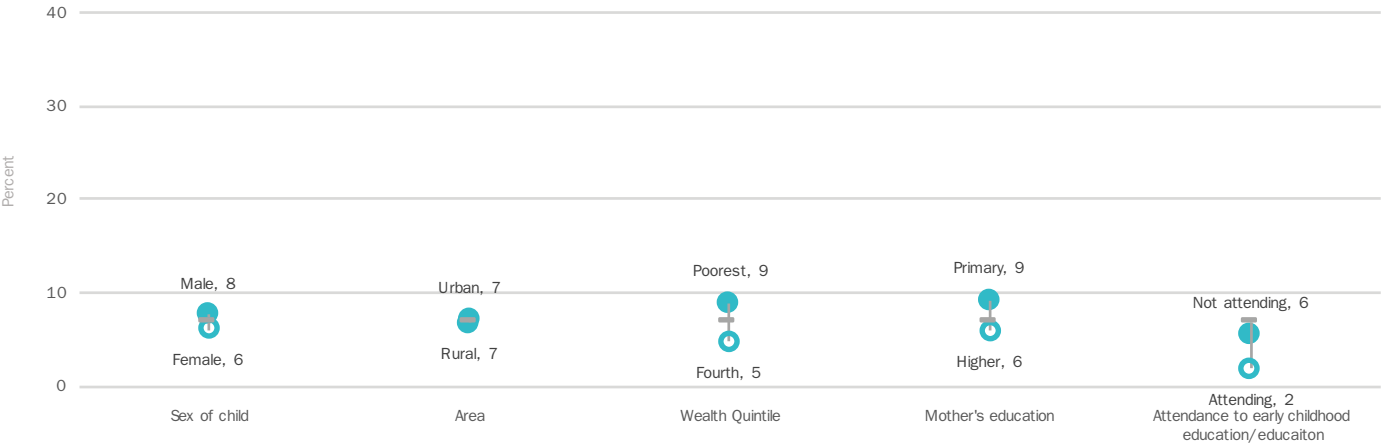 40
30
20
10
0
Percent
Male, 8
Female, 6
Urban, 7
Rural, 7
Poorest, 9
Fourth, 5
Primary, 9
Higher, 6
Not attending, 6
Attending, 2
Sex of child
Area
Wealth Quintile
Mother's education
Attendance to early childhood
education/educaiton